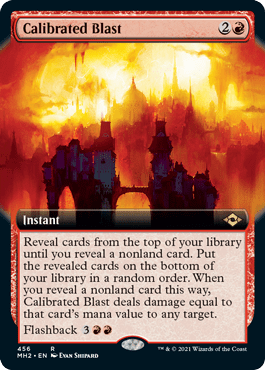 Calibrated Blast 2
Instant
Reveal cards from the top of your library
until you reveal a nonland card. Put
the revealed cards on the bottom of
your library in a random order. When
you reveal a nonland card this way,
Calibrated Blast deals damage equal to
that card's mana value to any target.
Flashback 3
456 R
MH2 • EN Evan Shipard
™ & © 2021 Wizards of the Coast